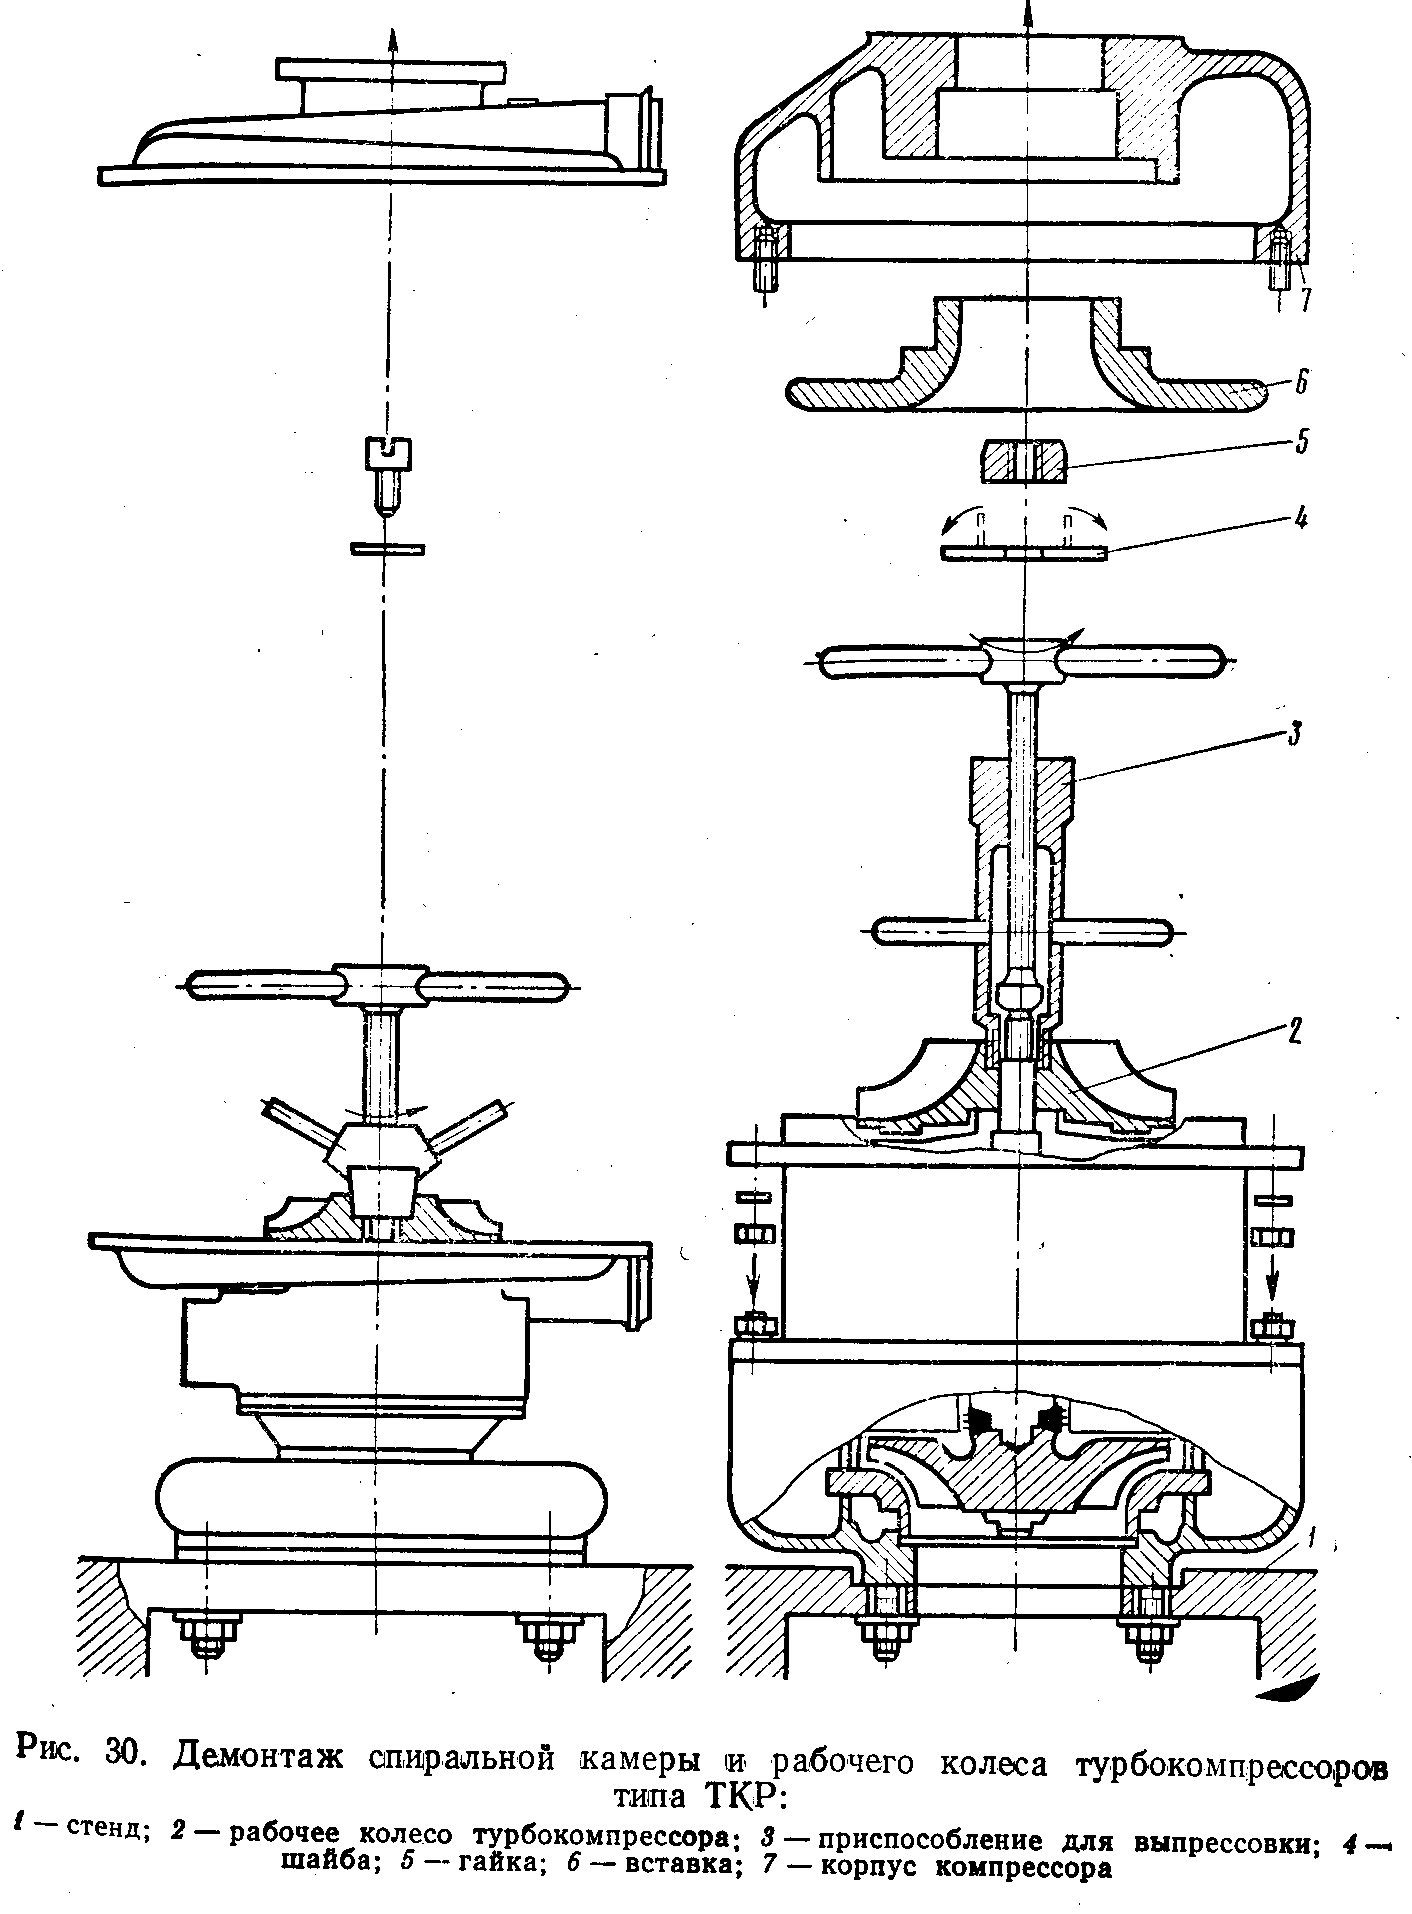 7
6
5
4
3
2
1
Рис. 30. Демонтаж спиральной камеры и рабочего колеса турбокомпрессоров
типа ТКР:
1 — стенд; 2 — рабочее колесо турбокомпрессора; 3 — приспособление для выпрессовки; 4 —
шайба; 5 — гайка; 6 — вставка; 7 — корпус компрессора